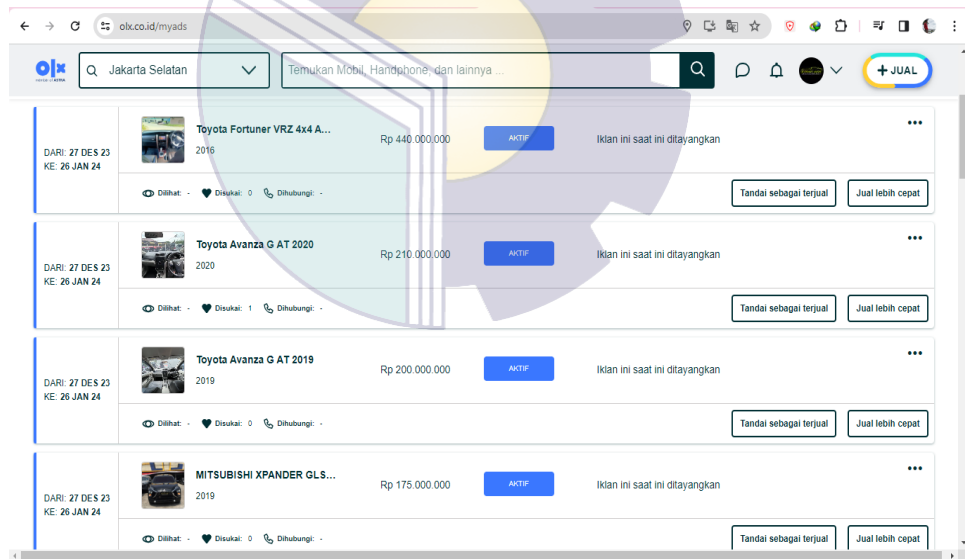 olx.co.id/myads
olx
Jakarta Selatan
Temukan Mobil, Handphone, dan lainnya ...
+ JUAL
DARI: 27 DES 23
KE: 26 JAN 24
Toyota Fortuner VRZ 4x4 A...
2016
Rp 440.000.000
AKTIF
Iklan ini saat ini ditayangkan
Dilihat: - Disukai: 0 Dihubungi: -
Tandai sebagai terjual
Jual lebih cepat
DARI: 27 DES 23
KE: 26 JAN 24
Toyota Avanza G AT 2020
2020
Rp 210.000.000
AKTIF
Iklan ini saat ini ditayangkan
Dilihat: - Disukai: 1 Dihubungi: -
Tandai sebagai terjual
Jual lebih cepat
DARI: 27 DES 23
KE: 26 JAN 24
Toyota Avanza G AT 2019
2019
Rp 200.000.000
AKTIF
Iklan ini saat ini ditayangkan
Dilihat: - Disukai: 0 Dihubungi: -
Tandai sebagai terjual
Jual lebih cepat
DARI: 27 DES 23
KE: 26 JAN 24
MITSUBISHI XPANDER GLS...
2019
Rp 175.000.000
AKTIF
Iklan ini saat ini ditayangkan
Dilihat: - Disukai: 0 Dihubungi: -
Tandai sebagai terjual
Jual lebih cepat